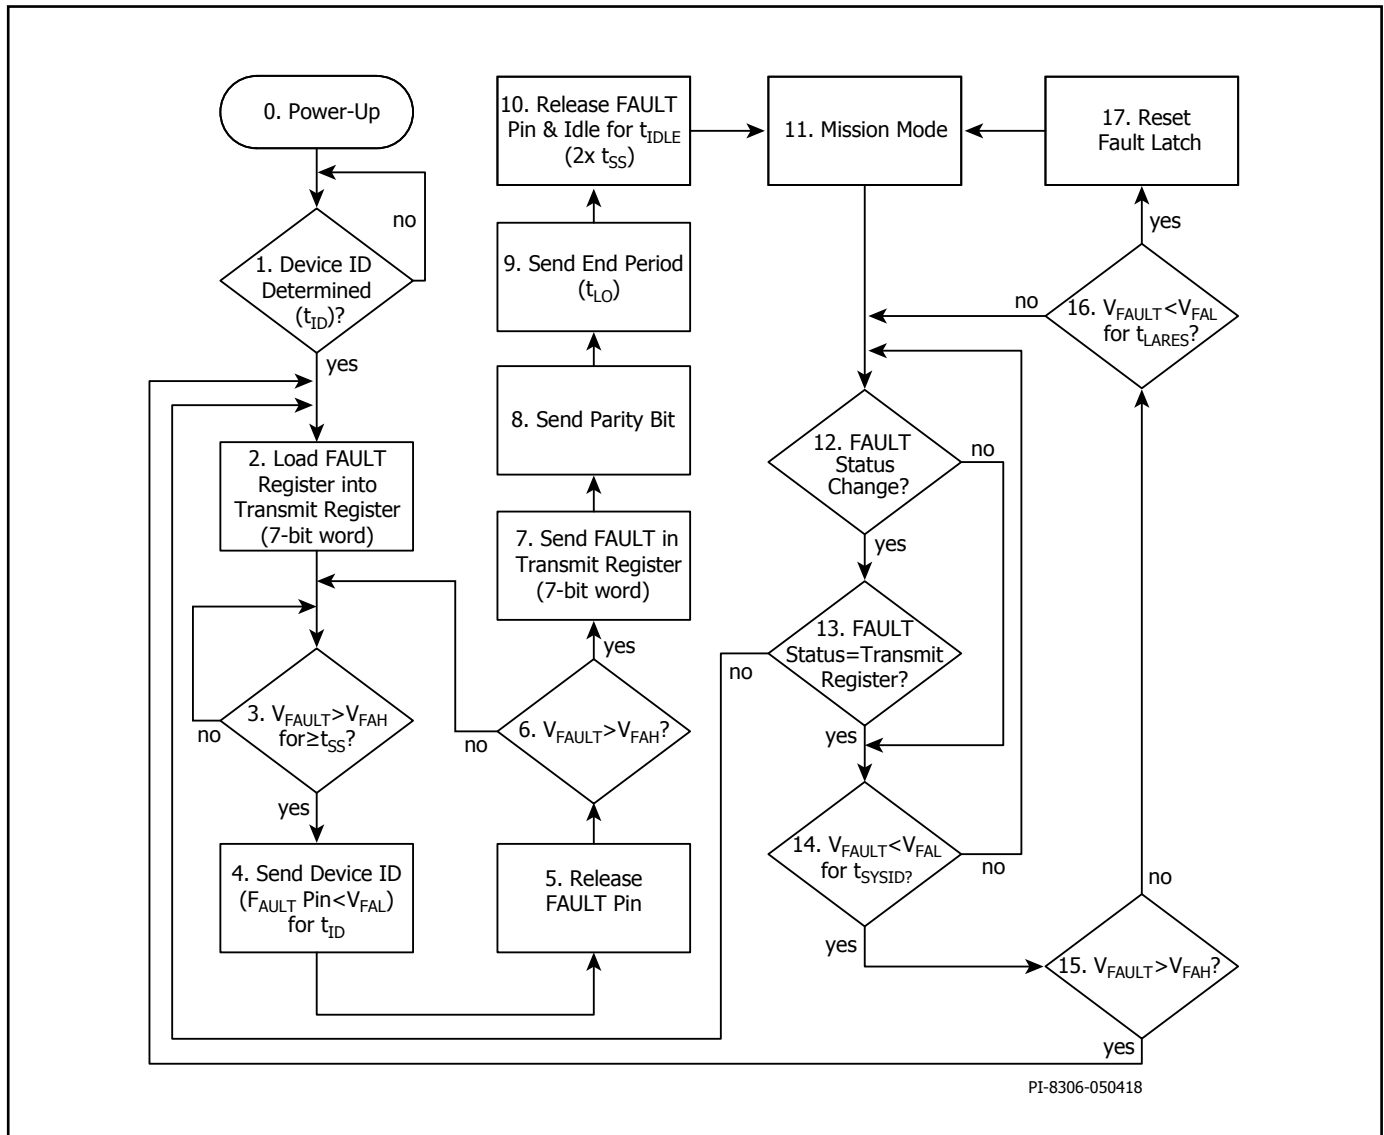 0. Power-Up
no
1. Device ID
Determined
(tID)?
yes
2. Load FAULT
Register into
Transmit Register
(7-bit word)
3. VFAULT>VFAH
for≥tSS?
no
yes
4. Send Device ID
(FAULT Pin<VFAL)
for tID
5. Release
FAULT Pin
6. VFAULT>VFAH?
no
yes
7. Send FAULT in
Transmit Register
(7-bit word)
8. Send Parity Bit
9. Send End Period
(tLO)
10. Release FAULT
Pin & Idle for tIDLE
(2x tSS)
11. Mission Mode
12. FAULT
Status
Change?
no
yes
13. FAULT
Status=Transmit
Register?
no
yes
14. VFAULT<VFAL
for tSYSID?
no
yes
15. VFAULT>VFAH?
no
yes
16. VFAULT<VFAL
for tLARES?
no
yes
17. Reset
Fault Latch
PI-8306-050418